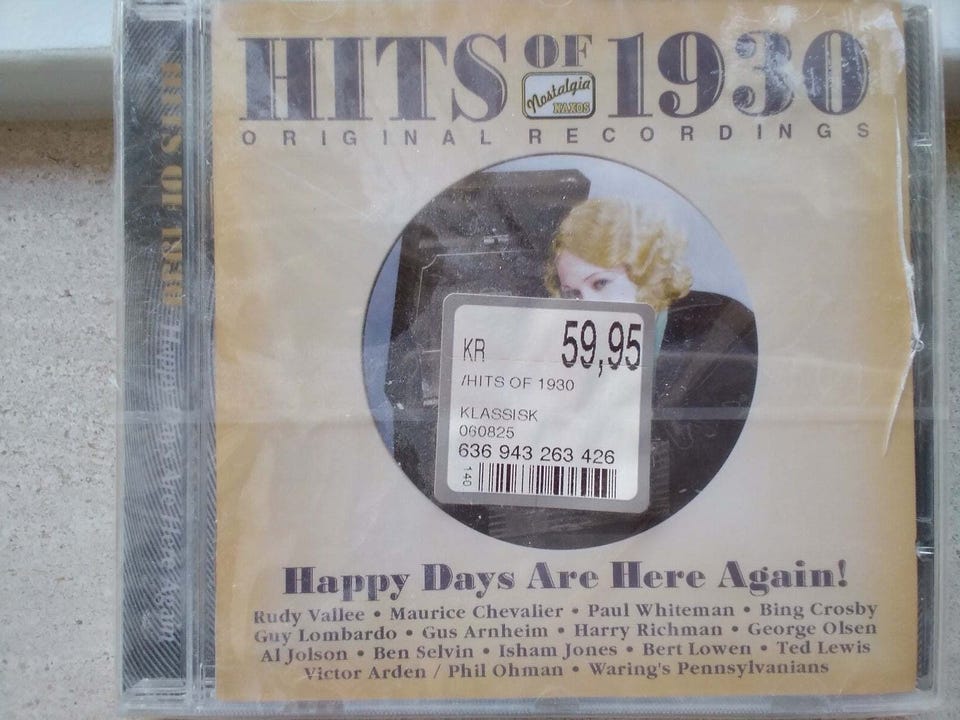 HITS OF 1930
Nostalgia
NAXOS
ORIGINAL RECORDINGS
KR 59,95
/HITS OF 1930
KLASSISK
060825
636 943 263 426
140
Happy Days Are Here Again!
Rudy Vallee • Maurice Chevalier • Paul Whiteman • Bing Crosby
Guy Lombardo • Gus Arnheim • Harry Richman • George Olsen
Al Jolson • Ben Selvin • Isham Jones • Bert Lowen • Ted Lewis
Victor Arden / Phil Ohman • Waring's Pennsylvanians